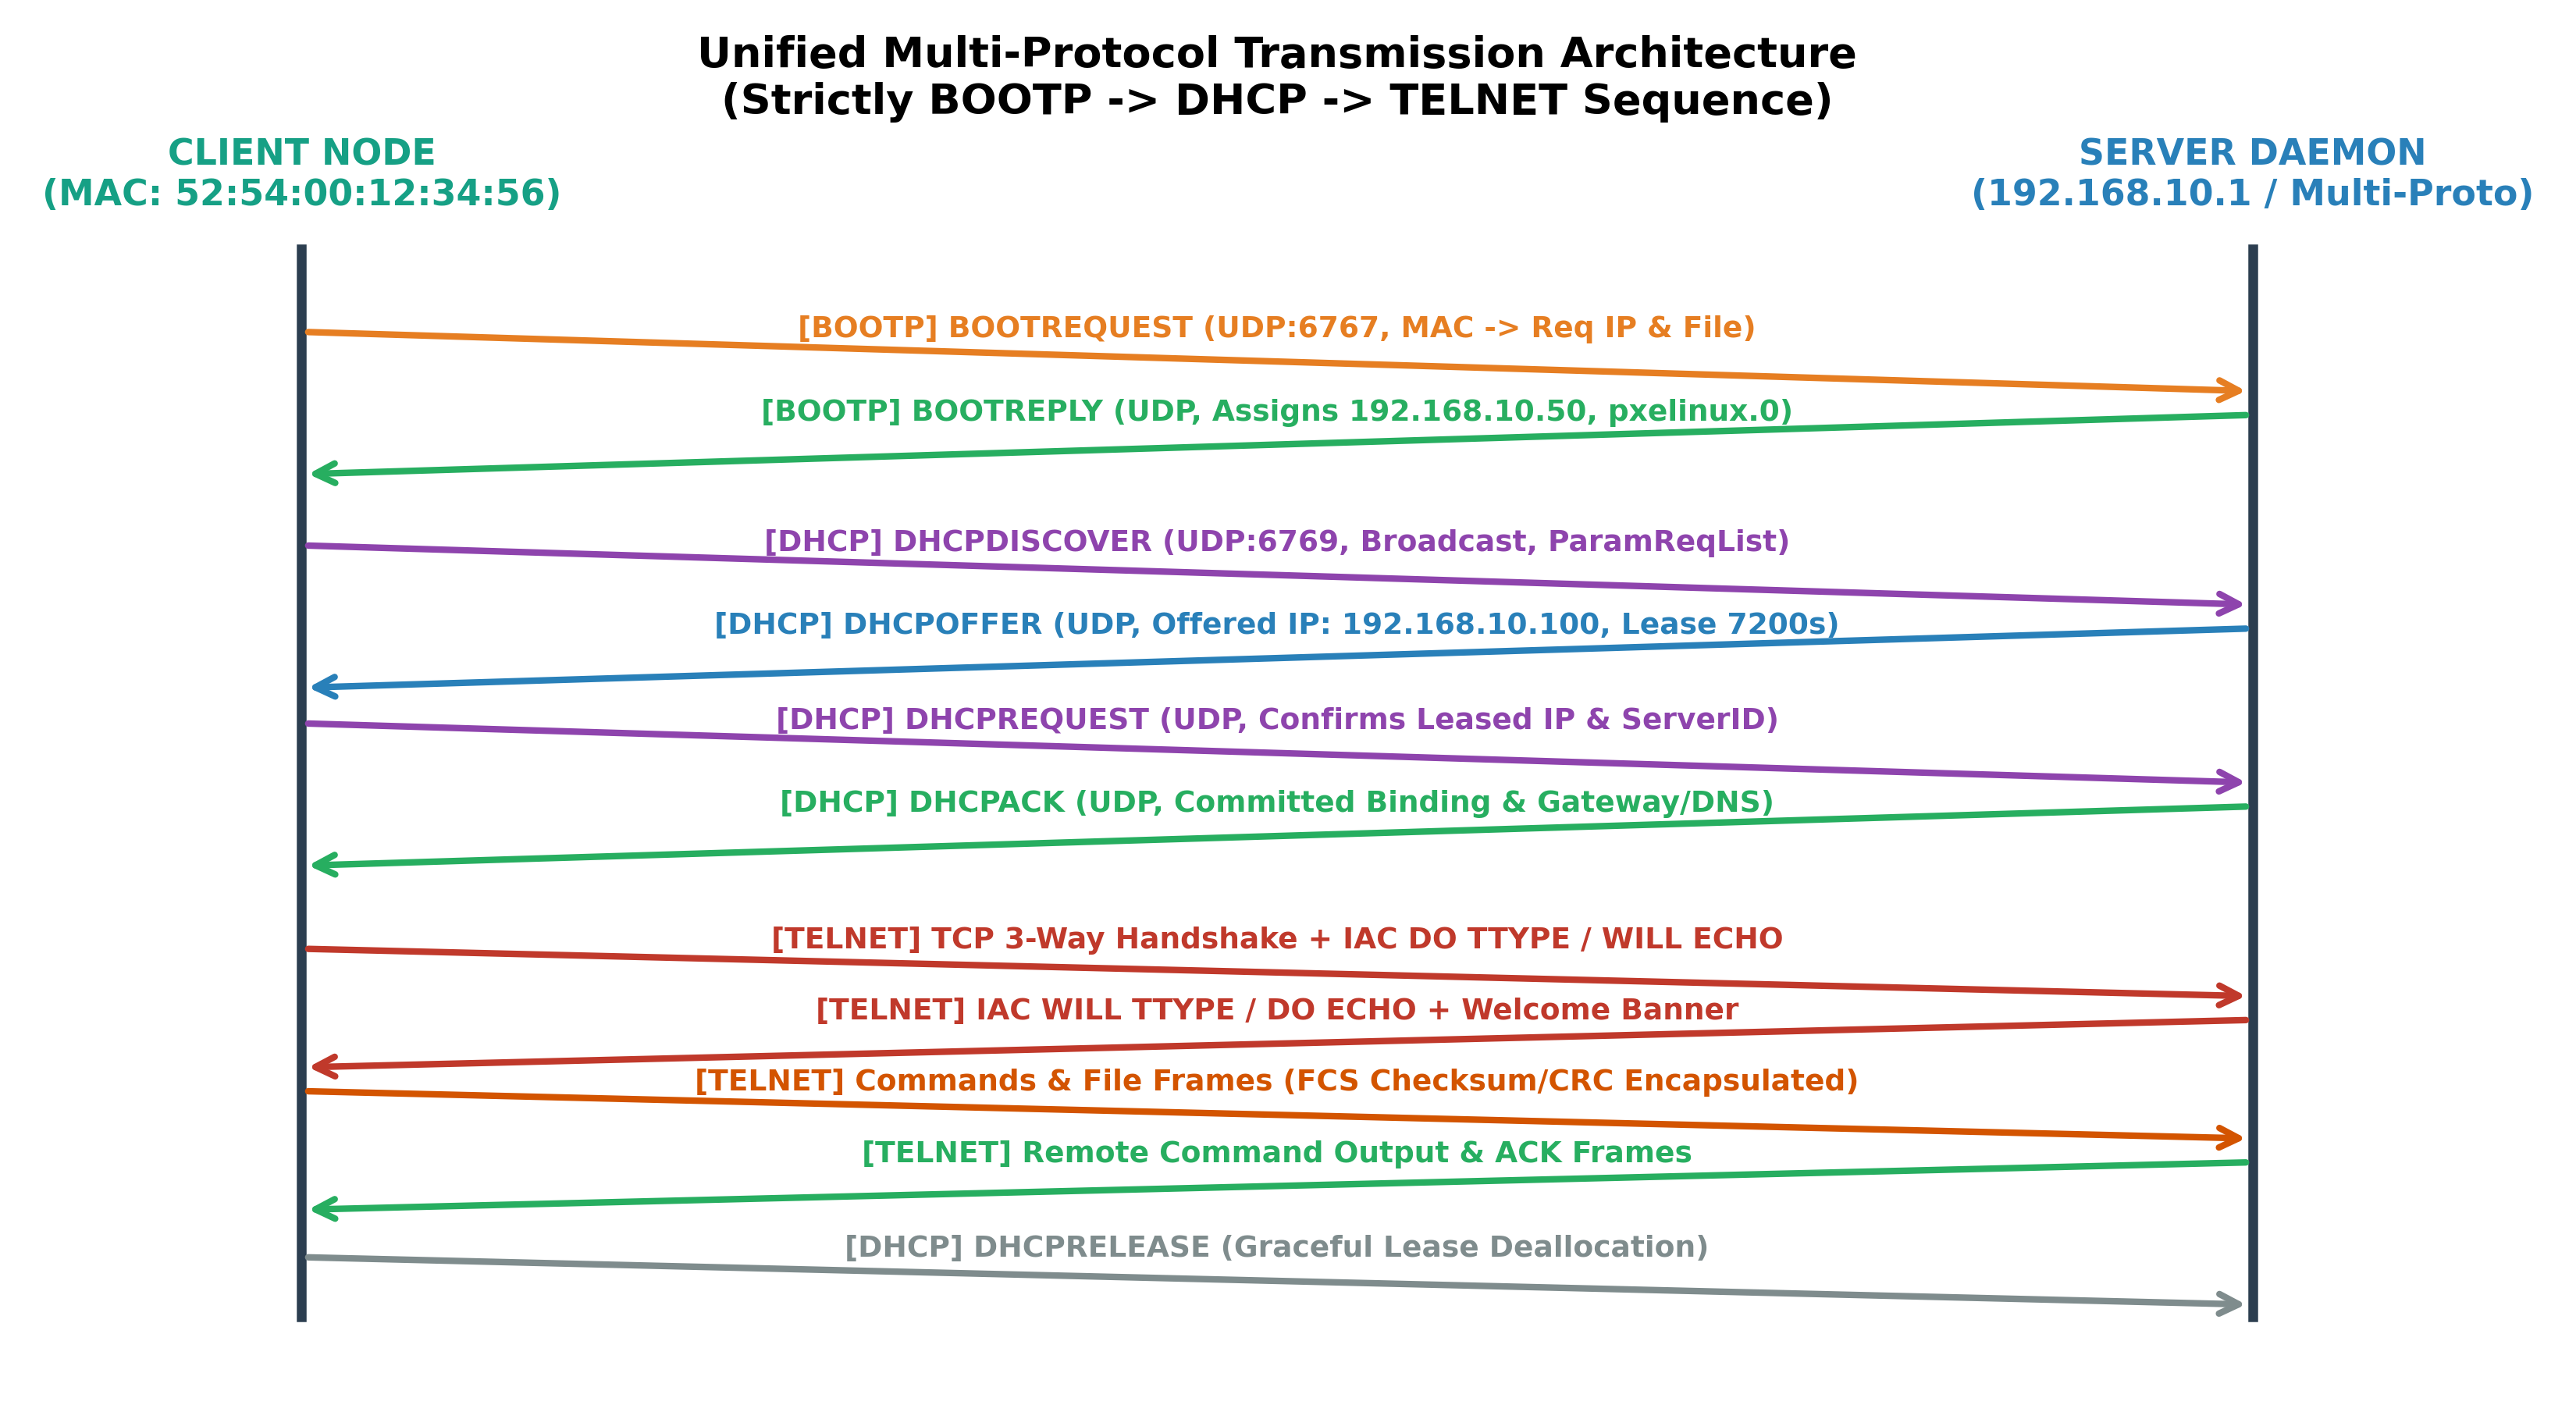 Unified Multi-Protocol Transmission Architecture
(Strictly BOOTP -> DHCP -> TELNET Sequence)
CLIENT NODE
(MAC: 52:54:00:12:34:56)
SERVER DAEMON
(192.168.10.1 / Multi-Proto)
[BOOTP] BOOTREQUEST (UDP:6767, MAC -> Req IP & File)
[BOOTP] BOOTREPLY (UDP, Assigns 192.168.10.50, pxelinux.0)
[DHCP] DHCPDISCOVER (UDP:6769, Broadcast, ParamReqList)
[DHCP] DHCPOFFER (UDP, Offered IP: 192.168.10.100, Lease 7200s)
[DHCP] DHCPREQUEST (UDP, Confirms Leased IP & ServerID)
[DHCP] DHCPACK (UDP, Committed Binding & Gateway/DNS)
[TELNET] TCP 3-Way Handshake + IAC DO TTYPE / WILL ECHO
[TELNET] IAC WILL TTYPE / DO ECHO + Welcome Banner
[TELNET] Commands & File Frames (FCS Checksum/CRC Encapsulated)
[TELNET] Remote Command Output & ACK Frames
[DHCP] DHCPRELEASE (Graceful Lease Deallocation)